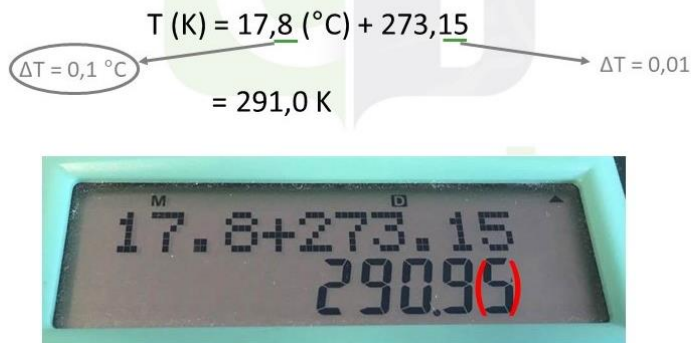 T (K) = 17,8 (°C) + 273,15
ΔT = 0,1 °C
ΔT = 0,01
= 291,0 K
M D
17.8+273.15
290.95